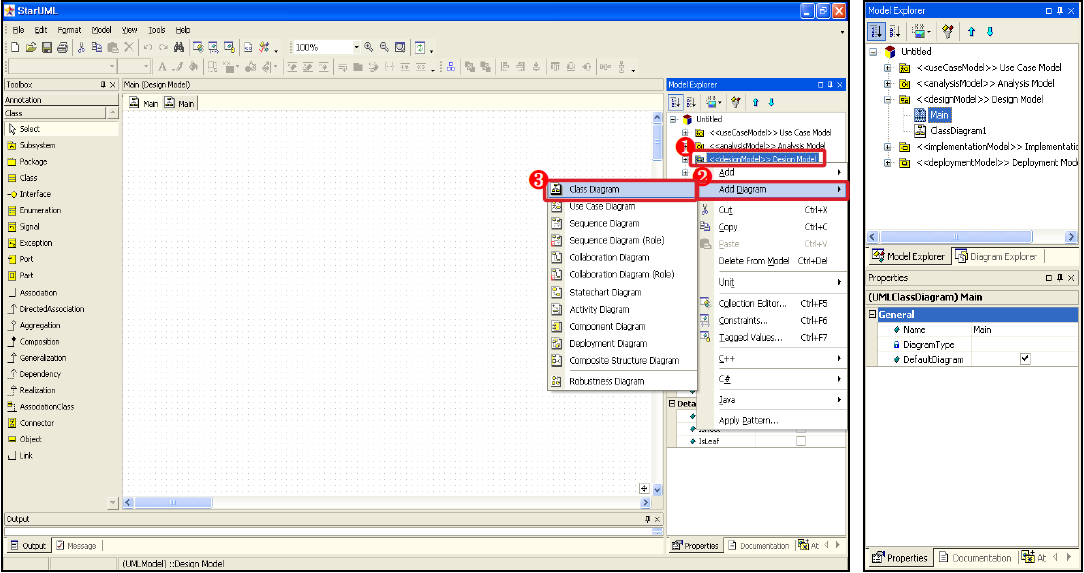 StarUML
File Edit Format Model View Tools Help
100%
Toolbox
Annotation
Class
Select
Subsystem
Package
Class
Interface
Enumeration
Signal
Exception
Port
Part
Association
DirectedAssociation
Aggregation
Composition
Generalization
Dependency
Realization
AssociationClass
Connector
Object
Link
Main (Design Model)
Main Main
Model Explorer
Untitled
<<useCaseModel>> Use Case Model
<<analysisModel>> Analysis Model
1
<<designModel>> Design Model
2
Add
Add Diagram
Cut Ctrl+X
Copy Ctrl+C
Paste Ctrl+V
Delete From Model Ctrl+Del
Unit
Collection Editor... Ctrl+F5
Constraints... Ctrl+F6
Tagged Values... Ctrl+F7
C++
C#
Java
Apply Pattern...
3
Class Diagram
Use Case Diagram
Sequence Diagram
Sequence Diagram (Role)
Collaboration Diagram
Collaboration Diagram (Role)
Statechart Diagram
Activity Diagram
Component Diagram
Deployment Diagram
Composite Structure Diagram
Robustness Diagram
Deta
IsLeaf
Properties Documentation At
Output
Output Message
(UMLModel) ::Design Model
Model Explorer
Untitled
<<useCaseModel>> Use Case Model
<<analysisModel>> Analysis Model
<<designModel>> Design Model
Main
ClassDiagram1
<<implementationModel>> Implementatio
<<deploymentModel>> Deployment Mod
Model Explorer Diagram Explorer
Properties
(UMLClassDiagram) Main
General
Name Main
DiagramType
DefaultDiagram
Properties Documentation At